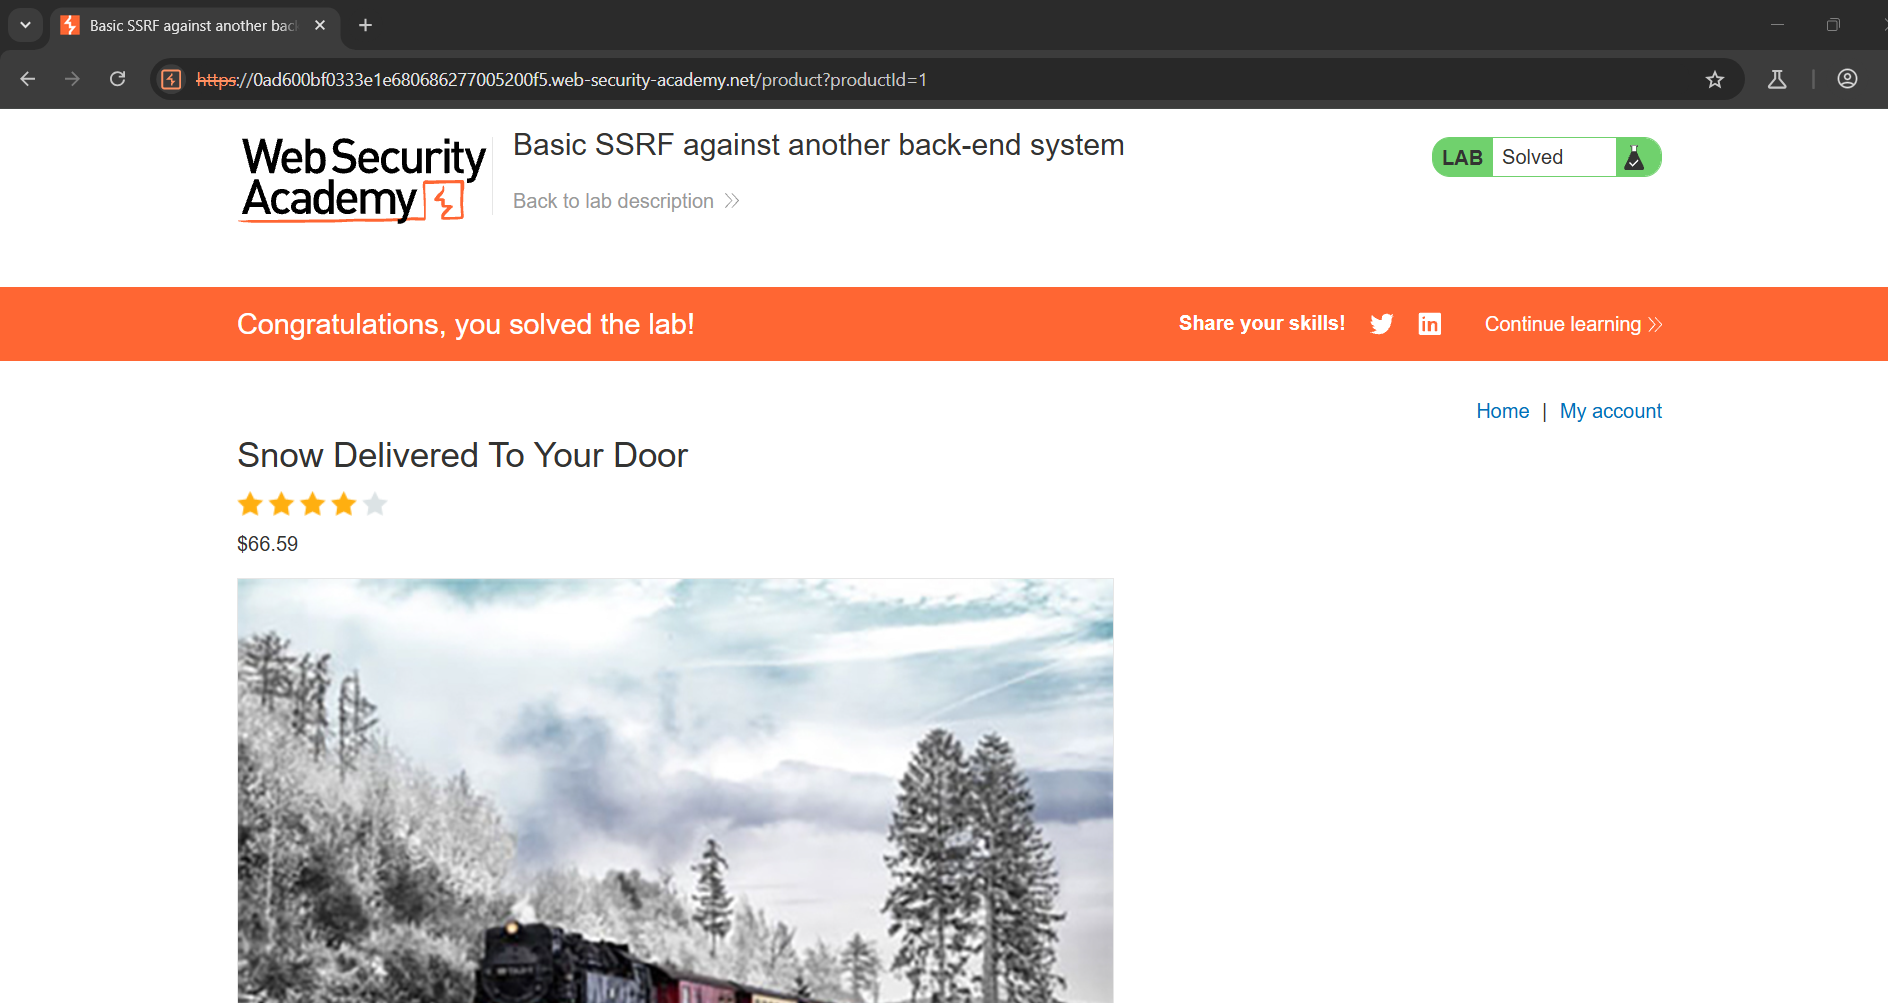 Basic SSRF against another bac
https://0ad600bf0333e1e680686277005200f5.web-security-academy.net/product?productId=1
Web Security
Academy
Basic SSRF against another back-end system
Back to lab description
LAB Solved
Congratulations, you solved the lab!
Share your skills!
Continue learning
Home | My account
Snow Delivered To Your Door
$66.59